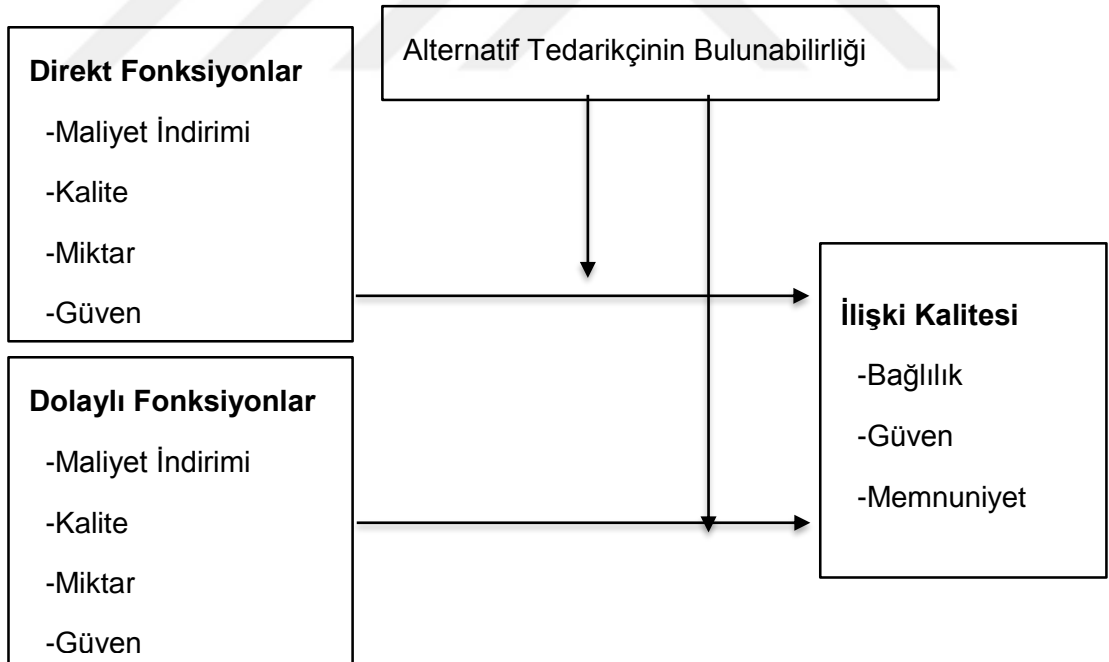 Alternatif Tedarikçinin Bulunabilirliği
Direkt Fonksiyonlar
-Maliyet İndirimi
-Kalite
-Miktar
-Güven
Dolaylı Fonksiyonlar
-Maliyet İndirimi
-Kalite
-Miktar
-Güven
İlişki Kalitesi
-Bağlılık
-Güven
-Memnuniyet